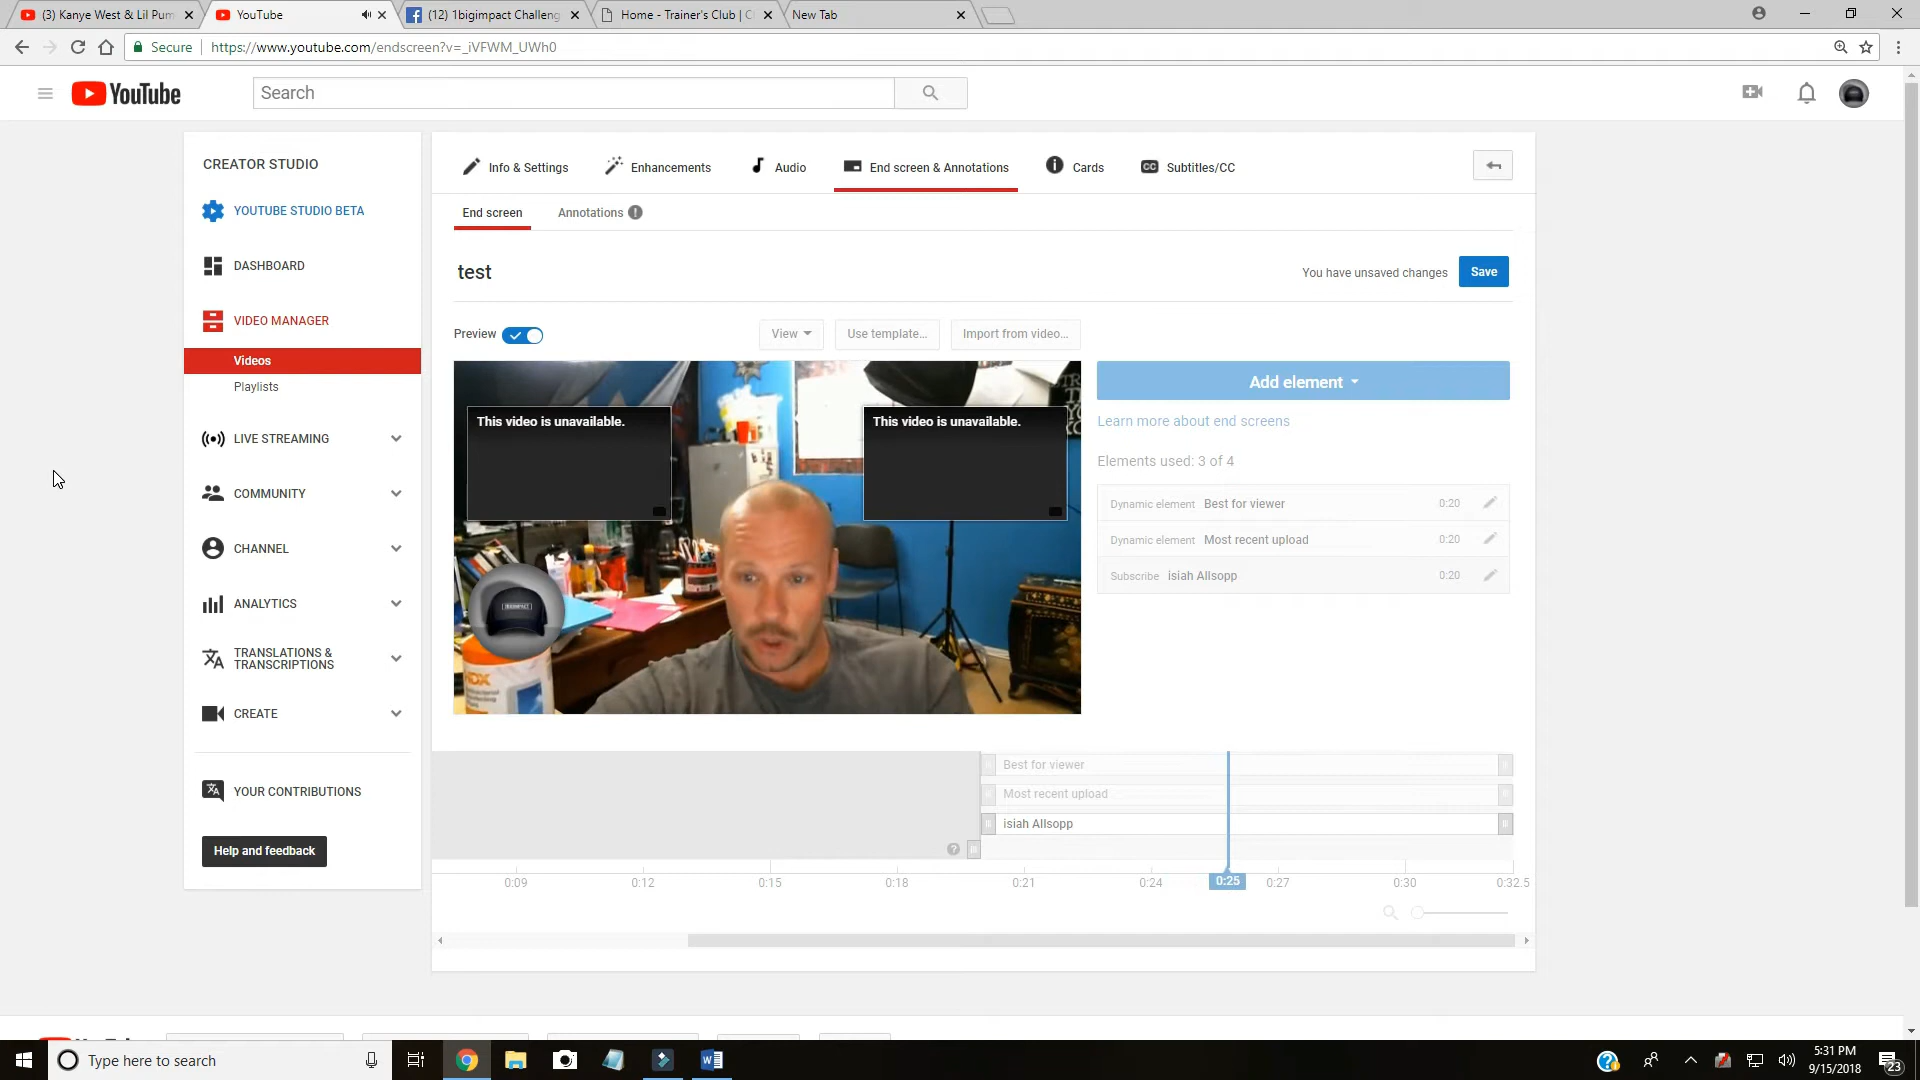 (3) Kanye West & Lil Pum
YouTube
(12) 1bigimpact Challeng
Home - Trainer's Club | C
New Tab
Secure
https://www.youtube.com/endscreen?v=_iVFWM_UWh0
YouTube
Search
CREATOR STUDIO
YOUTUBE STUDIO BETA
DASHBOARD
VIDEO MANAGER
Videos
Playlists
LIVE STREAMING
COMMUNITY
CHANNEL
ANALYTICS
TRANSLATIONS &
TRANSCRIPTIONS
CREATE
YOUR CONTRIBUTIONS
Help and feedback
Info & Settings
Enhancements
Audio
End screen & Annotations
Cards
CC Subtitles/CC
End screen
Annotations
test
You have unsaved changes
Save
Preview
View
Use template...
Import from video...
This video is unavailable.
This video is unavailable.
1BIGIMPACT
HDX
Add element
Learn more about end screens
Elements used: 3 of 4
Dynamic element Best for viewer 0:20
Dynamic element Most recent upload 0:20
Subscribe isiah Allsopp 0:20
Best for viewer
Most recent upload
isiah Allsopp
0:09 0:12 0:15 0:18 0:21 0:24 0:25 0:27 0:30 0:32.5
Type here to search
5:31 PM
9/15/2018
23